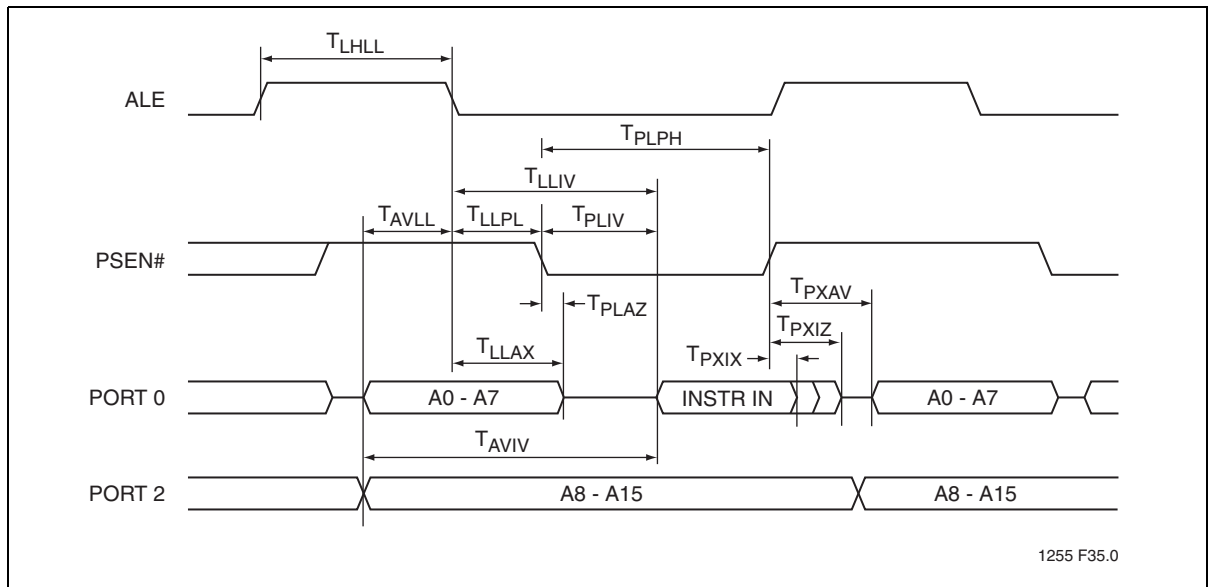 TLHLL
ALE
TPLPH
TLLIV
TAVLL TLLPL TPLIV
PSEN#
TPLAZ
TPXAV
TPXIZ
TLLAX
TPXIX
PORT 0 A0 - A7 INSTR IN A0 - A7
TAVIV
PORT 2 A8 - A15 A8 - A15
1255 F35.0